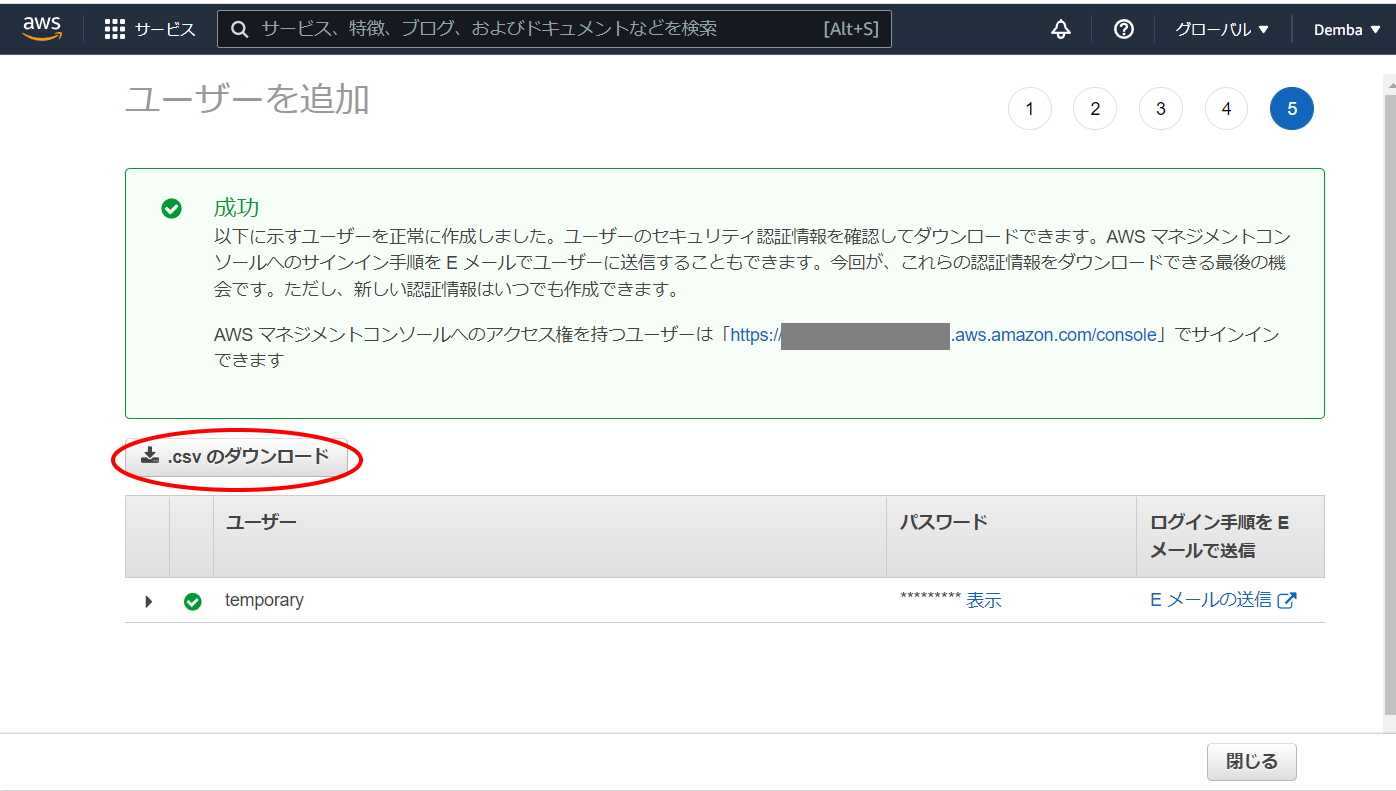 aws サービス サービス、特徴、ブログ、およびドキュメントなどを検索 [Alt+S] グローバル ▼ Demba ▼
ユーザーを追加
1 2 3 4 5
成功
以下に示すユーザーを正常に作成しました。ユーザーのセキュリティ認証情報を確認してダウンロードできます。AWS マネジメントコン
ソールへのサインイン手順を E メールでユーザーに送信することもできます。今回が、これらの認証情報をダウンロードできる最後の機
会です。ただし、新しい認証情報はいつでも作成できます。
AWS マネジメントコンソールへのアクセス権を持つユーザーは「https:// .aws.amazon.com/console」でサインイン
できます
.csv のダウンロード
ユーザー パスワード ログイン手順を E
メールで送信
temporary ********* 表示 E メールの送信
閉じる